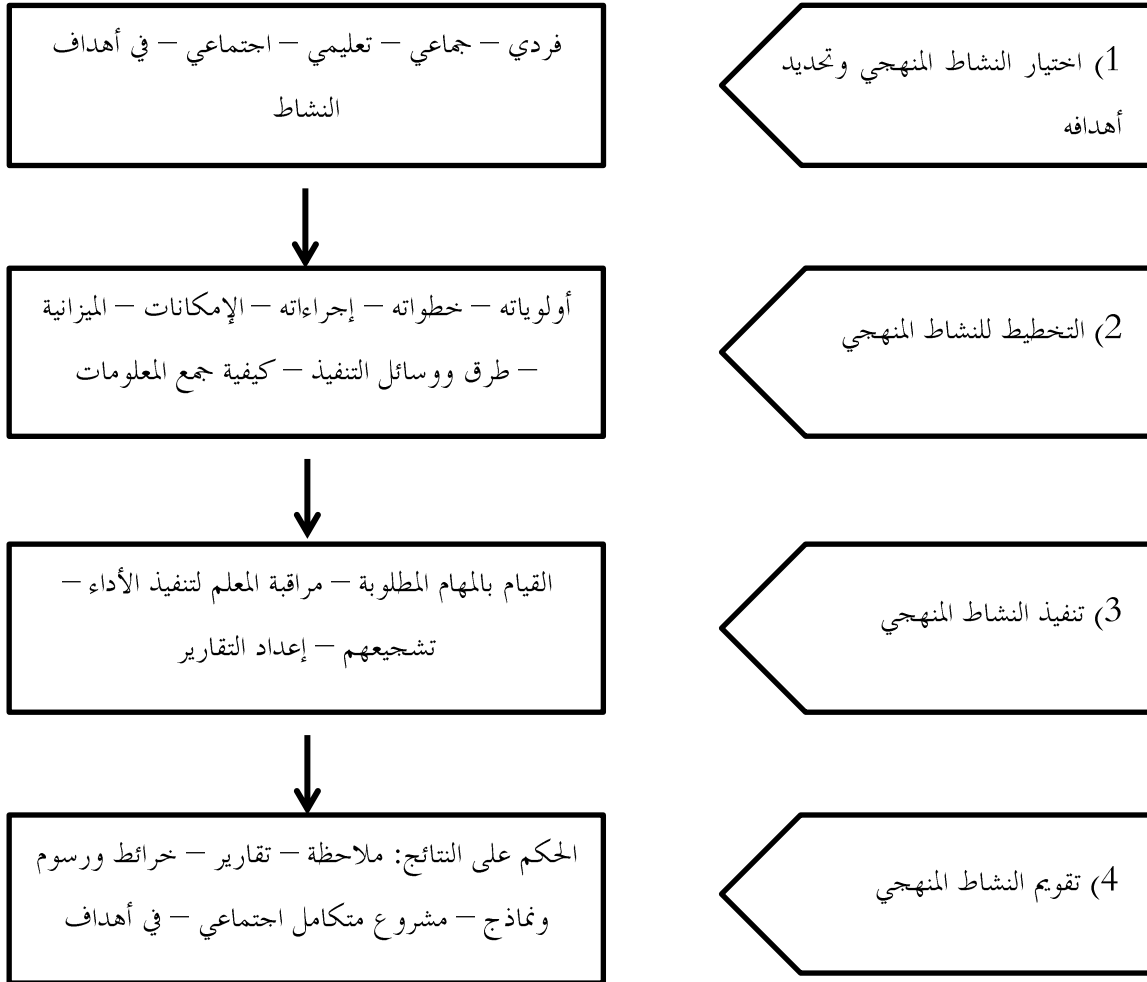 1) اختيار النشاط المنهجي وتحديد
أهدافه
فردي – جماعي – تعليمي – اجتماعي – في أهداف
النشاط
2) التخطيط للنشاط المنهجي
أولوياته – خطواته – إجراءاته – الإمكانات – الميزانية
– طرق ووسائل التنفيذ – كيفية جمع المعلومات
3) تنفيذ النشاط المنهجي
القيام بالمهام المطلوبة – مراقبة المعلم لتنفيذ الأداء –
تشجيعهم – إعداد التقارير
4) تقويم النشاط المنهجي
الحكم على النتائج: ملاحظة – تقارير – خرائط ورسوم
ونماذج – مشروع متكامل اجتماعي – في أهداف